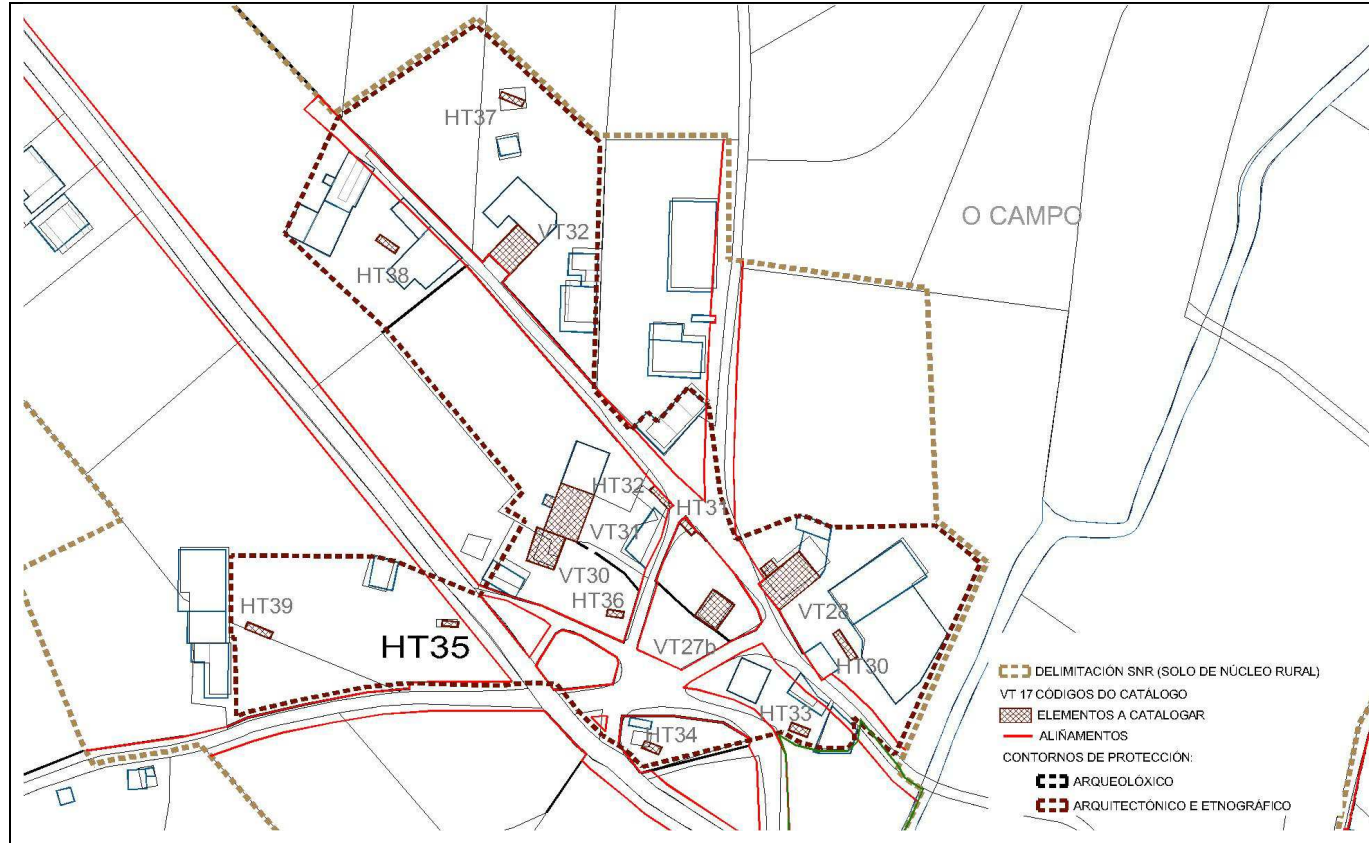 HT37
O CAMPO
VT32
HT38
HT32
HT31
VT31
VT30
HT36
HT39
HT35
VT27b
VT28
HT30
HT33
HT34
DELIMITACIÓN SNR (SOLO DE NÚCLEO RURAL)
VT 17 CÓDIGOS DO CATÁLOGO
ELEMENTOS A CATALOGAR
ALIÑAMENTOS
CONTORNOS DE PROTECCIÓN:
ARQUEOLÓXICO
ARQUITECTÓNICO E ETNOGRÁFICO